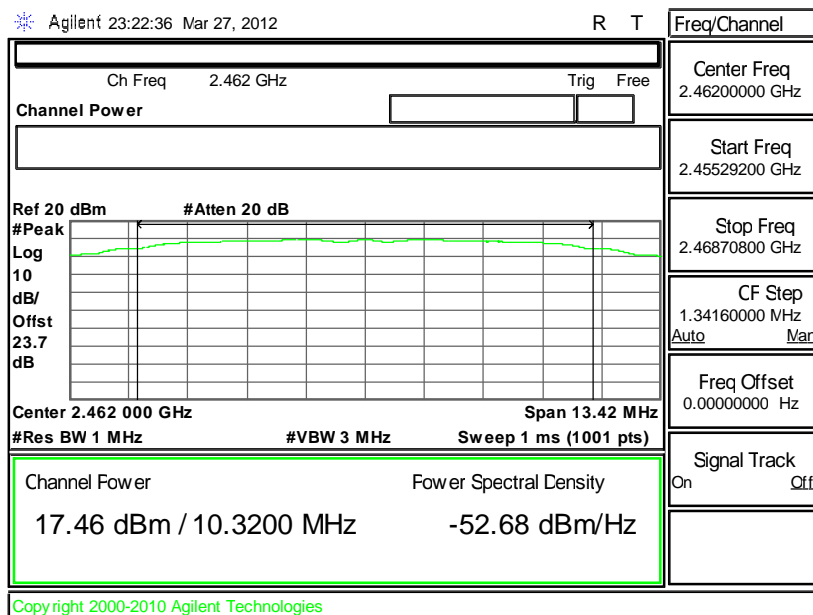 Agilent 23:22:36 Mar 27, 2012 R T
Freq/Channel
Ch Freq 2.462 GHz Trig Free
Channel Power
Center Freq
2.46200000 GHz
Start Freq
2.45529200 GHz
Stop Freq
2.46870800 GHz
CF Step
1.34160000 MHz
Auto Man
Freq Offset
0.00000000 Hz
Signal Track
On Off
Ref 20 dBm #Atten 20 dB
#Peak
Log
10
dB/
Offst
23.7
dB
Center 2.462 000 GHz Span 13.42 MHz
#Res BW 1 MHz #VBW 3 MHz Sweep 1 ms (1001 pts)
Channel Power Power Spectral Density
17.46 dBm / 10.3200 MHz -52.68 dBm/Hz
Copyright 2000-2010 Agilent Technologies